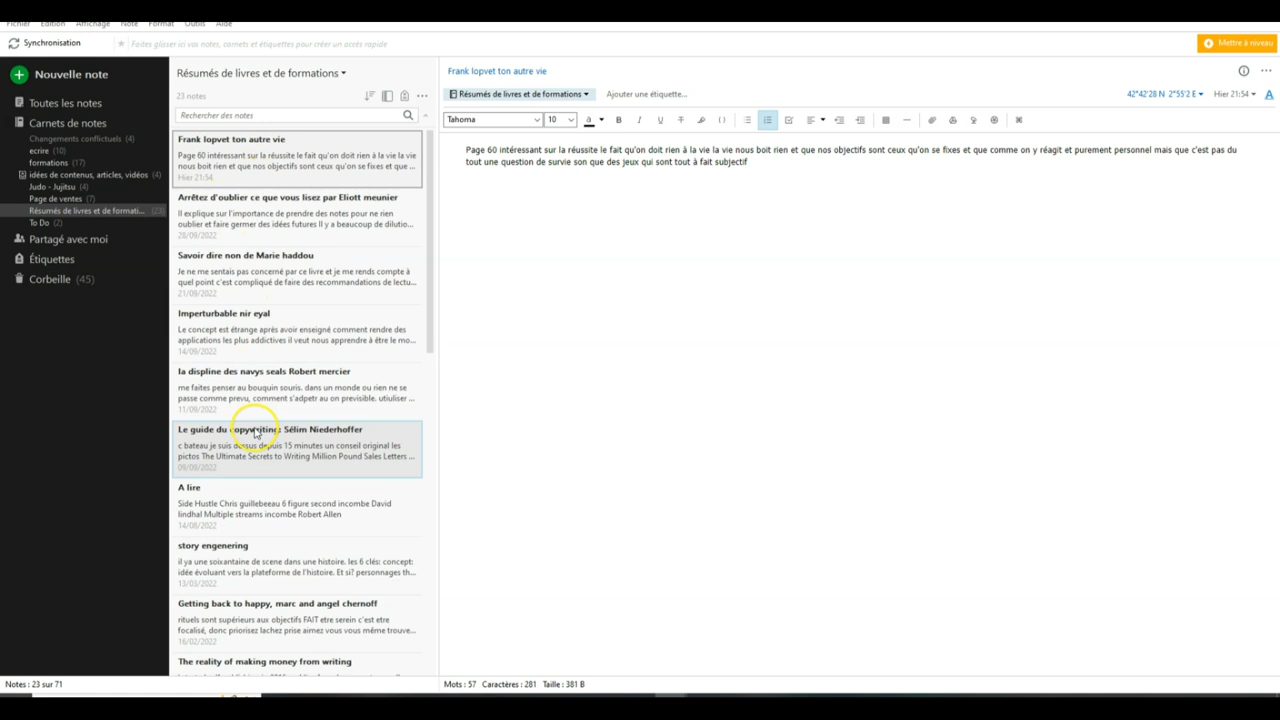 Fichier Edition Affichage Note Format Outils Aide
Synchronisation
Faites glisser ici vos notes, carnets et étiquettes pour créer un accès rapide
Mettre à niveau
Nouvelle note
Toutes les notes
Carnets de notes
Changements conflictuels (4)
ecrire (10)
formations (17)
idées de contenus, articles, vidéos (4)
Judo - Jujitsu (4)
Page de ventes (7)
Résumés de livres et de formati... (23)
To Do (2)
Partagé avec moi
Étiquettes
Corbeille (45)
Résumés de livres et de formations
23 notes
Rechercher des notes
Frank lopvet ton autre vie
Page 60 intéressant sur la réussite le fait qu'on doit rien à la vie la vie
nous boit rien et que nos objectifs sont ceux qu'on se fixes et que ...
Hier 21:54
Arrêtez d'oublier ce que vous lisez par Eliott meunier
Il explique sur l'importance de prendre des notes pour ne rien
oublier et faire germer des idées futures Il y a beaucoup de dilutio...
28/09/2022
Savoir dire non de Marie haddou
Je ne me sentais pas concerné par ce livre et je me rends compte à
quel point c'est compliqué de faire des recommandations de lectu...
21/09/2022
Imperturbable nir eyal
Le concept est étrange après avoir enseigné comment rendre des
applications les plus addictives il veut nous apprendre à être le mo...
14/09/2022
la displine des navys seals Robert mercier
me faites penser au bouquin souris. dans un monde ou rien ne se
passe comme prevu, comment s'adpetr au on previsible. utiuliser ...
11/09/2022
Le guide du copywriting Sélim Niederhoffer
c bateau je suis dessus depuis 15 minutes un conseil original les
pictos The Ultimate Secrets to Writing Million Pound Sales Letters ...
09/09/2022
A lire
Side Hustle Chris guillebeeau 6 figure second incombe David
lindhal Multiple streams incombe Robert Allen
14/08/2022
story engenering
il ya une soixantaine de scene dans une histoire. les 6 clés: concept:
idée évoluant vers la plateforme de l'histoire. Et si? personnages th...
13/03/2022
Getting back to happy, marc and angel chernoff
rituels sont supérieurs aux objectifs FAIT etre serein c'est etre
focalisé, donc priorisez lachez prise aimez vous vous même trouve...
16/02/2022
The reality of making money from writing
Notes : 23 sur 71
Frank lopvet ton autre vie
Résumés de livres et de formations
Ajouter une étiquette...
42°42'28 N 2°55'2 E
Hier 21:54
Tahoma
10
Page 60 intéressant sur la réussite le fait qu'on doit rien à la vie la vie nous boit rien et que nos objectifs sont ceux qu'on se fixes et que comme on y réagit et purement personnel mais que c'est pas du
tout une question de survie son que des jeux qui sont tout à fait subjectif
Mots : 57 Caractères : 281 Taille : 381 B